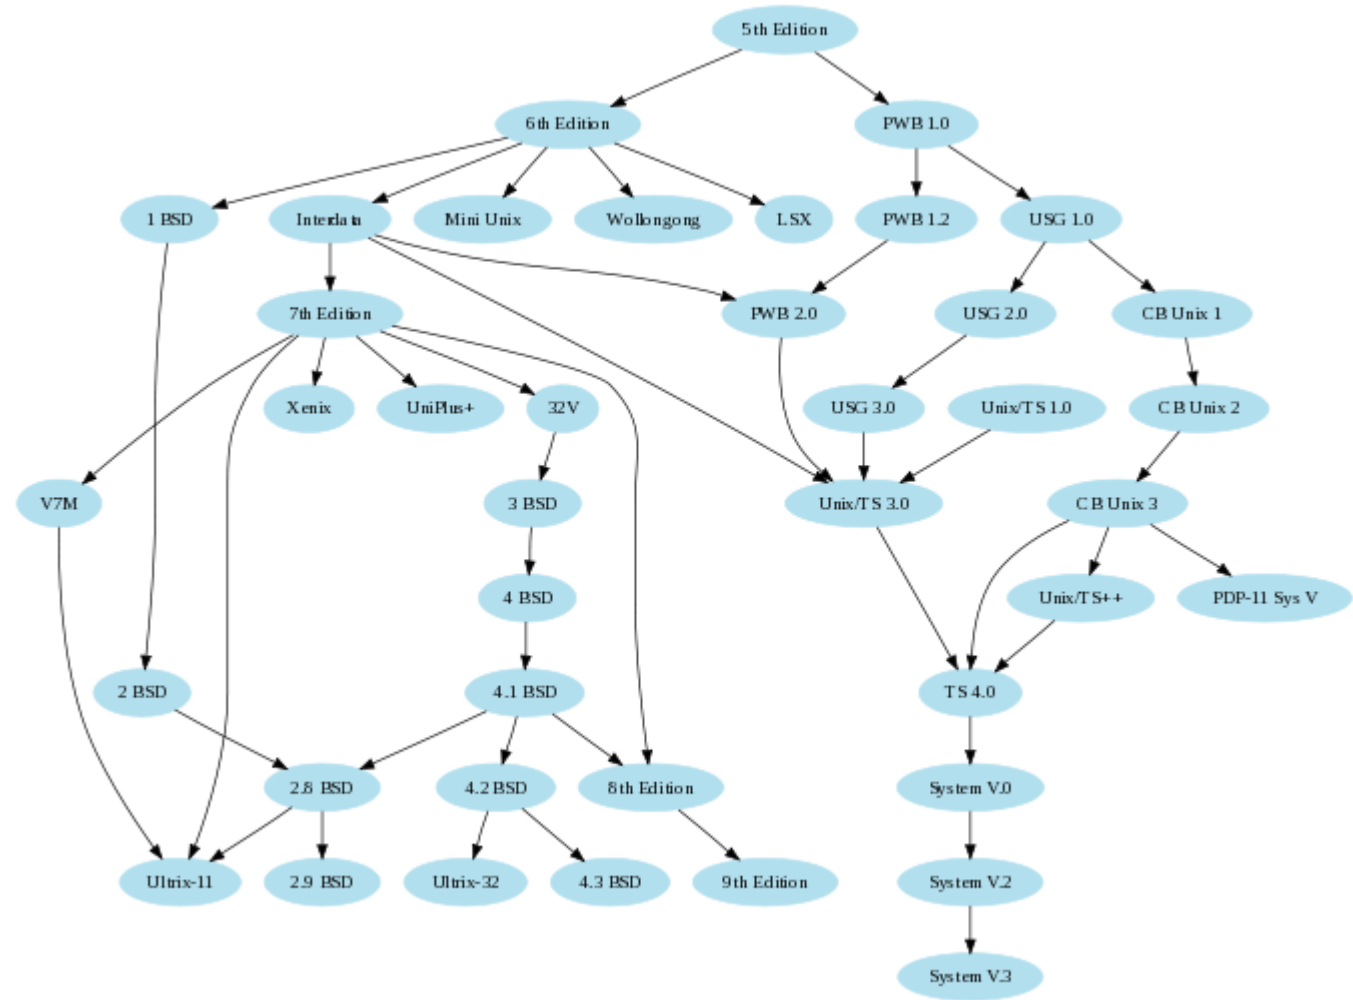 5th Edition
6th Edition
PWB 1.0
1 BSD
Interdata
Mini Unix
Wollongong
LSX
PWB 1.2
USG 1.0
7th Edition
PWB 2.0
USG 2.0
CB Unix 1
Xenix
UniPlus+
32V
USG 3.0
Unix/TS 1.0
CB Unix 2
V7M
3 BSD
Unix/TS 3.0
CB Unix 3
4 BSD
Unix/TS++
PDP-11 Sys V
2 BSD
4.1 BSD
TS 4.0
2.8 BSD
4.2 BSD
8th Edition
System V.0
Ultrix-11
2.9 BSD
Ultrix-32
4.3 BSD
9th Edition
System V.2
System V.3